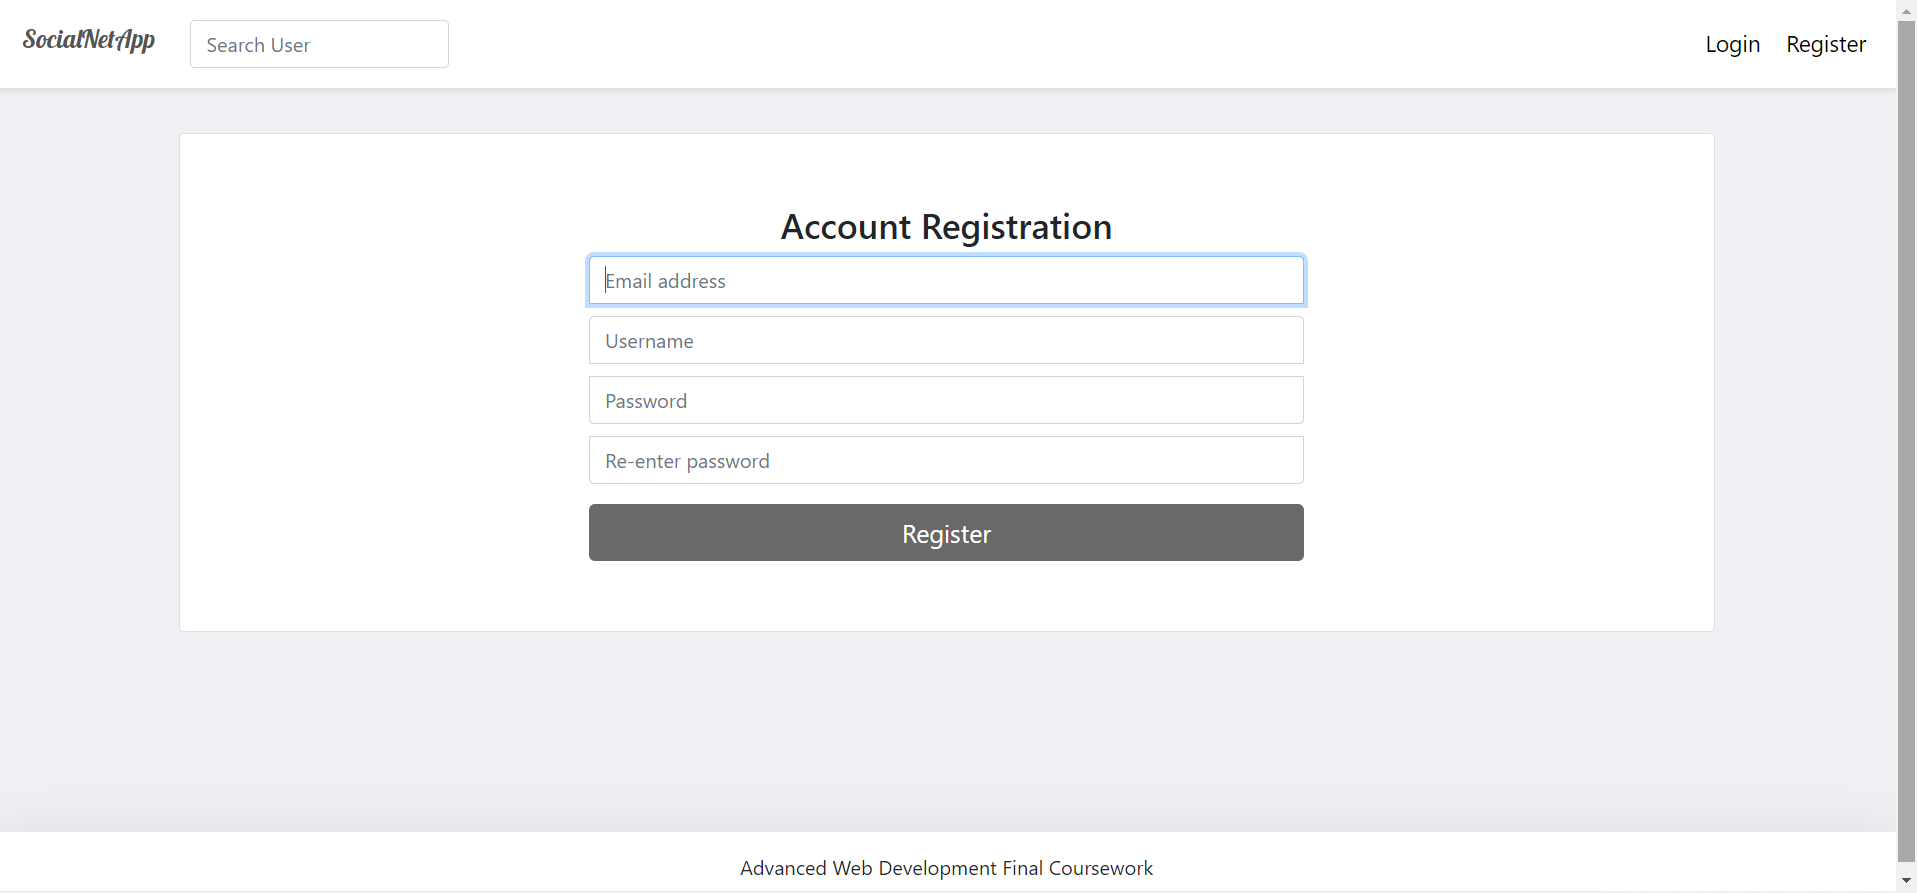 SocialNetApp
Search User
Login
Register
Account Registration
Email address
Username
Password
Re-enter password
Register
Advanced Web Development Final Coursework